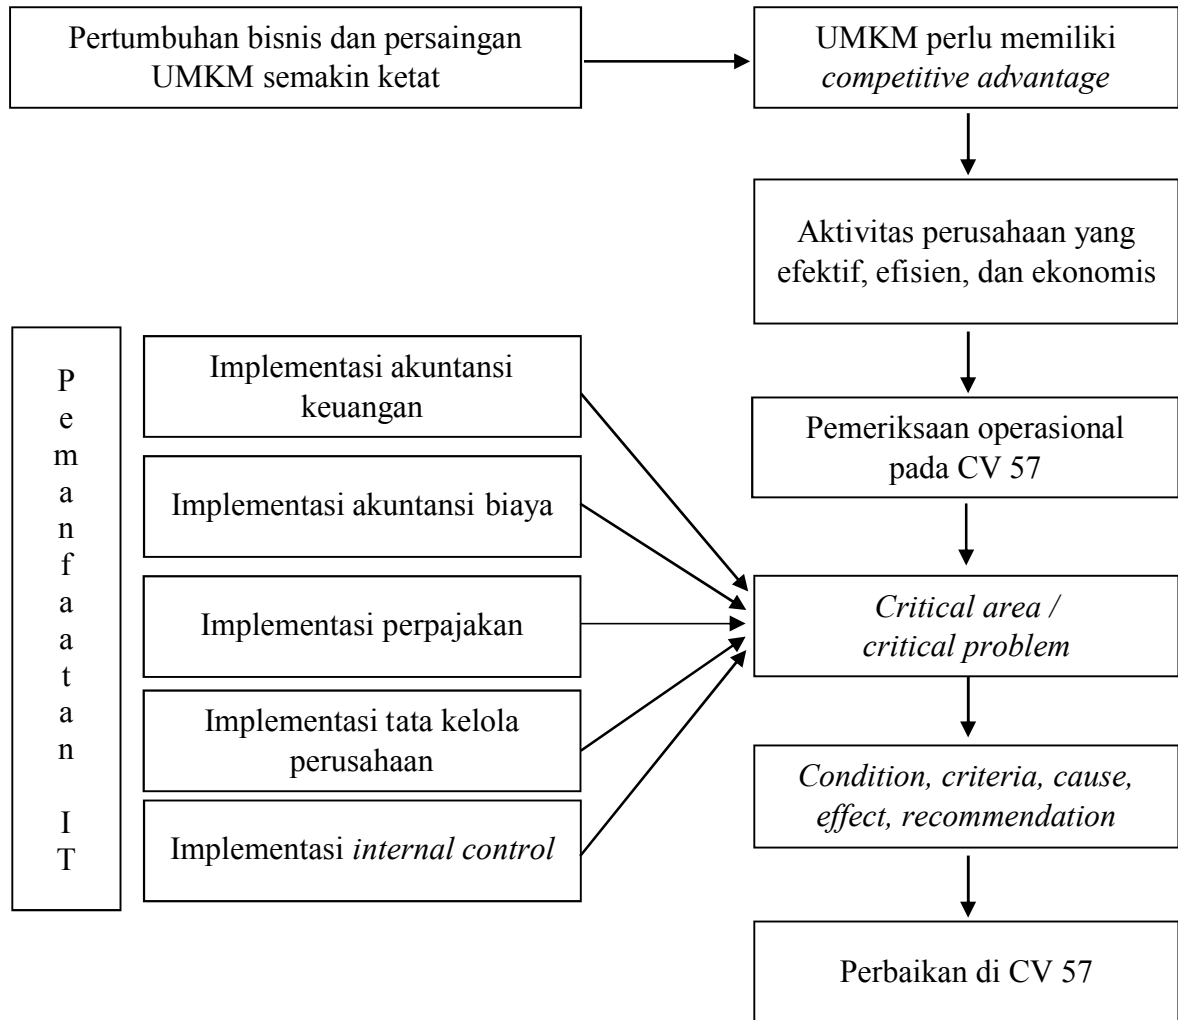 Pertumbuhan bisnis dan persaingan
UMKM semakin ketat
UMKM perlu memiliki
competitive advantage
Aktivitas perusahaan yang
efektif, efisien, dan ekonomis
Pemanfaatan IT
Implementasi akuntansi
keuangan
Implementasi akuntansi biaya
Implementasi perpajakan
Implementasi tata kelola
perusahaan
Implementasi internal control
Pemeriksaan operasional
pada CV 57
Critical area /
critical problem
Condition, criteria, cause,
effect, recommendation
Perbaikan di CV 57